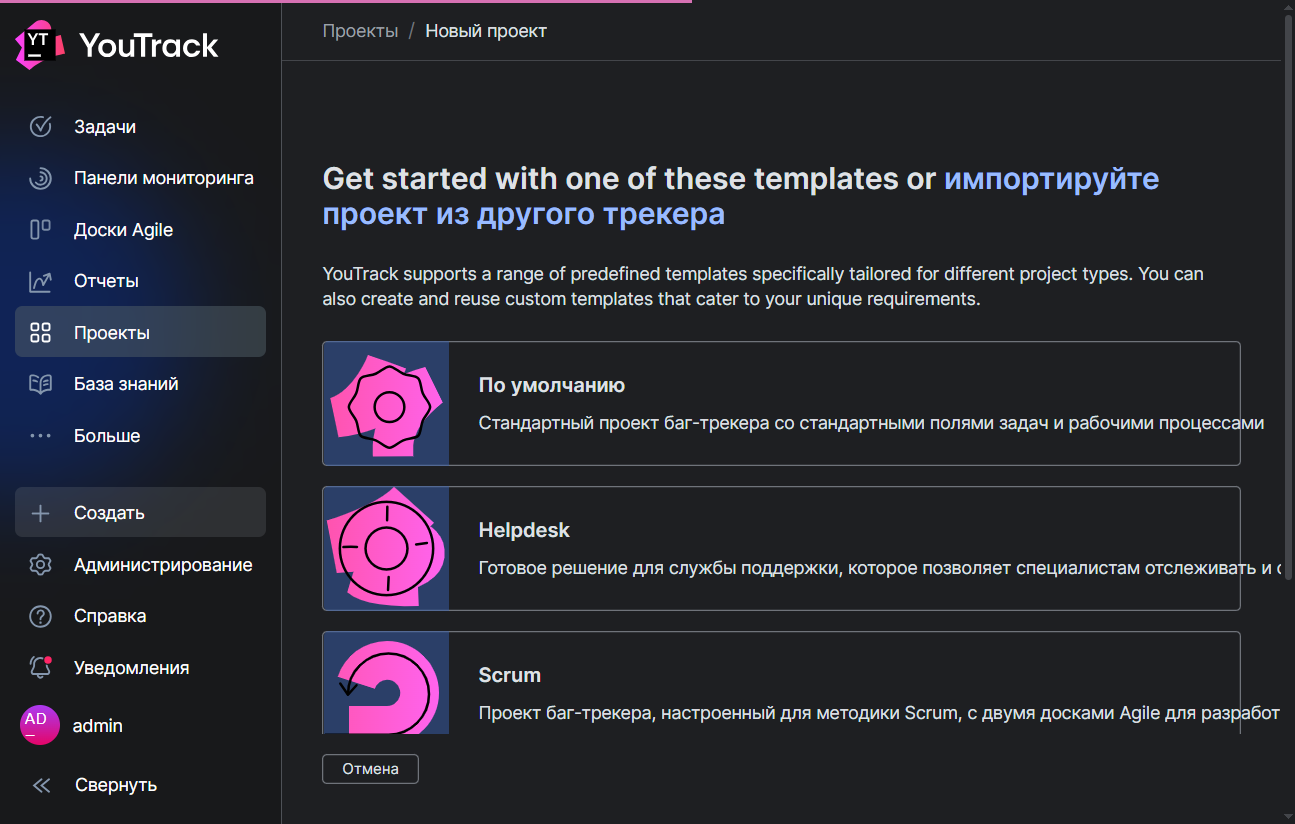 YT
YouTrack
Задачи
Панели мониторинга
Доски Agile
Отчеты
Проекты
База знаний
Больше
Создать
Администрирование
Справка
Уведомления
AD
admin
Свернуть
Проекты / Новый проект
Get started with one of these templates or импортируйте
проект из другого трекера
YouTrack supports a range of predefined templates specifically tailored for different project types. You can
also create and reuse custom templates that cater to your unique requirements.
По умолчанию
Стандартный проект баг-трекера со стандартными полями задач и рабочими процессами
Helpdesk
Готовое решение для службы поддержки, которое позволяет специалистам отслеживать и
Scrum
Проект баг-трекера, настроенный для методики Scrum, с двумя досками Agile для разработ
Отмена